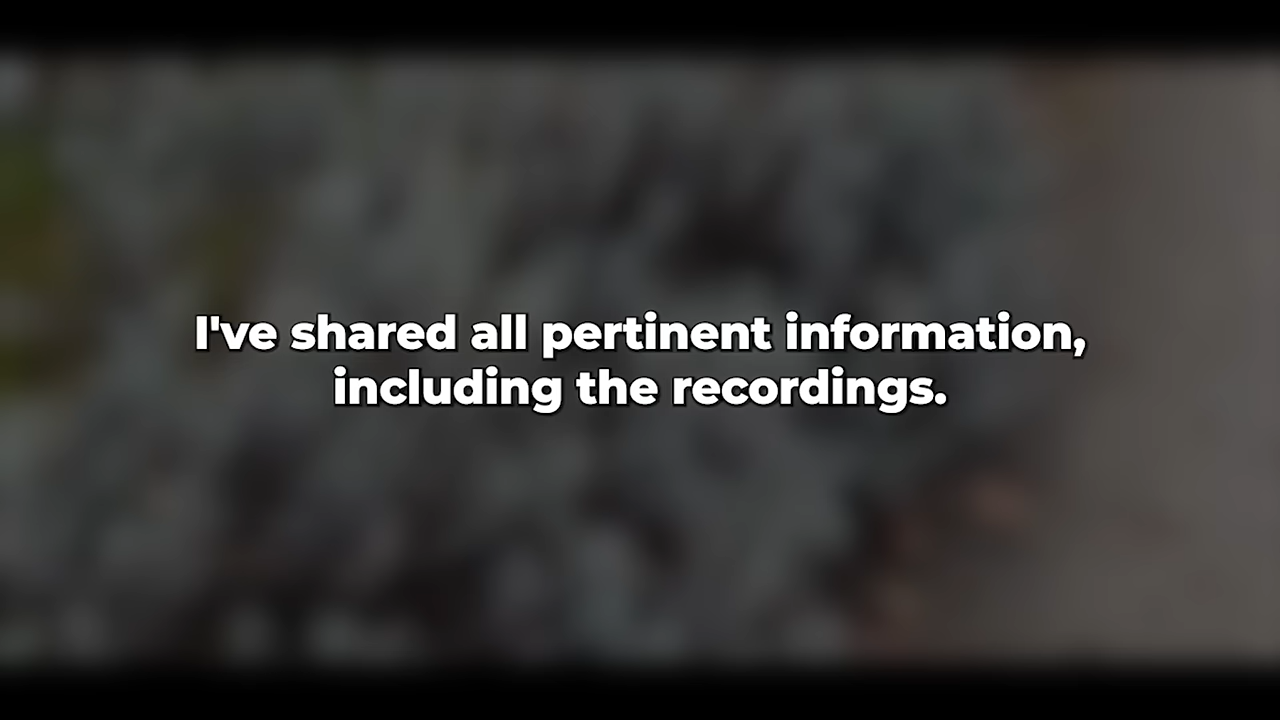 I've shared all pertinent information,
including the recordings.